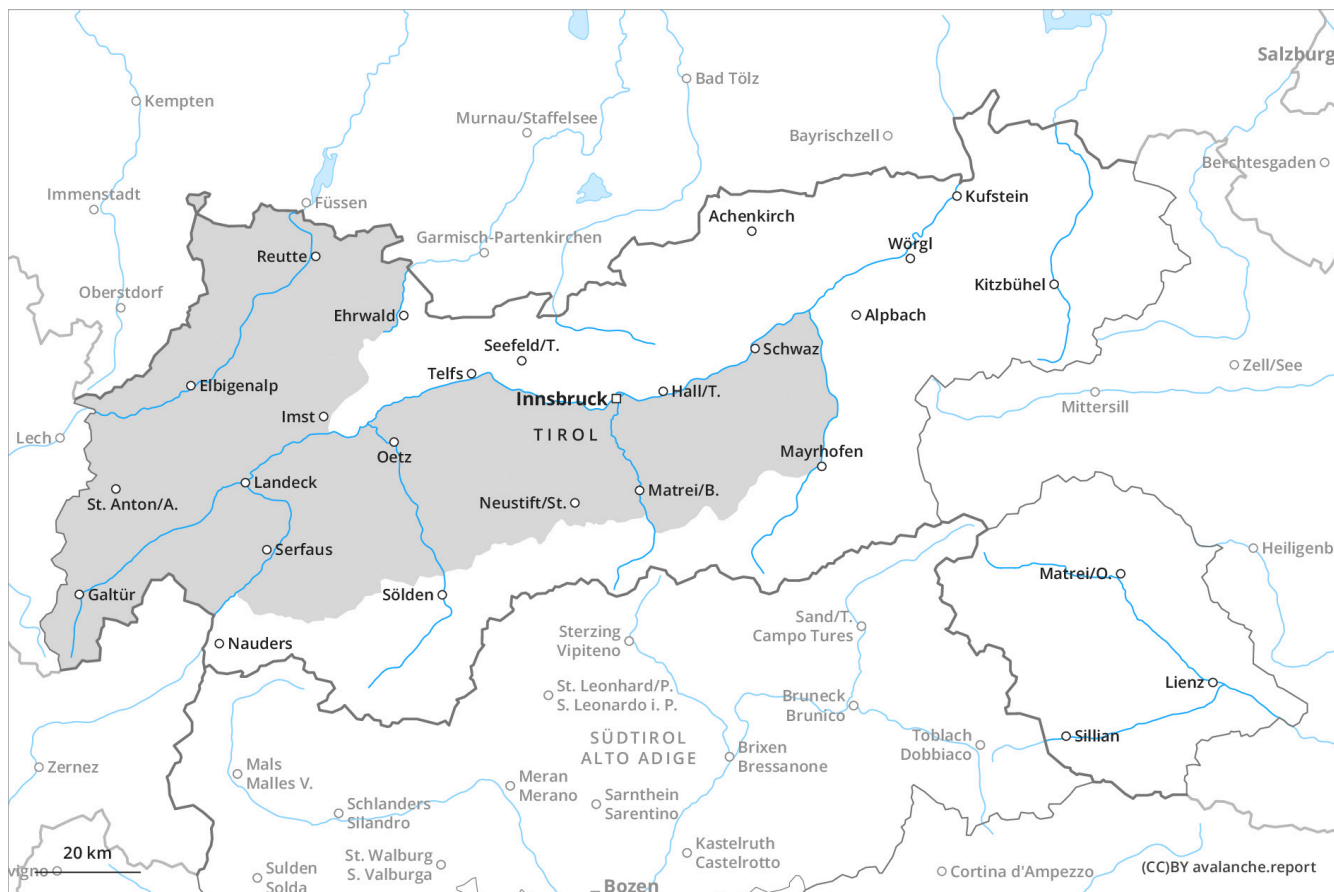 Salzburg
Bad Tölz
Kempten
Murnau/Staffelsee
Bayrischzell
Berchtesgaden
Immenstadt
Füssen
Kufstein
Achenkirch
Garmisch-Partenkirchen
Wörgl
Reutte
Kitzbühel
Oberstdorf
Ehrwald
Alpbach
Seefeld/T.
Schwaz
Zell/See
Telfs
Elbigenalp
Innsbruck
Hall/T.
Mittersill
Imst
TIROL
Lech
Oetz
Mayrhofen
Landeck
St. Anton/A.
Neustift/St.
Matrei/B.
Serfaus
Heiligenb
Matrei/O.
Galtür
Sölden
Sand/T.
Campo Tures
Nauders
Sterzing
Vipiteno
Lienz
St. Leonhard/P.
S. Leonardo i. P.
Bruneck
Brunico
SÜDTIROL
ALTO ADIGE
Sillian
Toblach
Dobbiaco
Brixen
Bressanone
Zernez
Mals
Malles V.
Meran
Merano
Schlanders
Silandro
Sarnthein
Sarentino
Kastelruth
Castelrotto
20 km
St. Walburg
S. Valburga
vigno
Sulden
Solda
Cortina d'Ampezzo
(CC)BY avalanche.report
Bozen